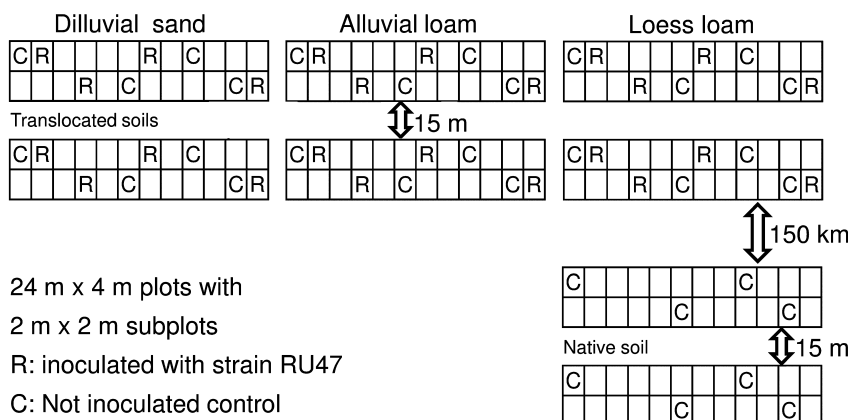 Dilluvial sand
Alluvial loam
Loess loam
C R R C
R C C R
C R R C
R C C R
C R R C
R C C R
Translocated soils
15 m
C R R C
R C C R
C R R C
R C C R
C R R C
R C C R
150 km
24 m x 4 m plots with
2 m x 2 m subplots
R: inoculated with strain RU47
C: Not inoculated control
C C
C C
Native soil
15 m
C C
C C